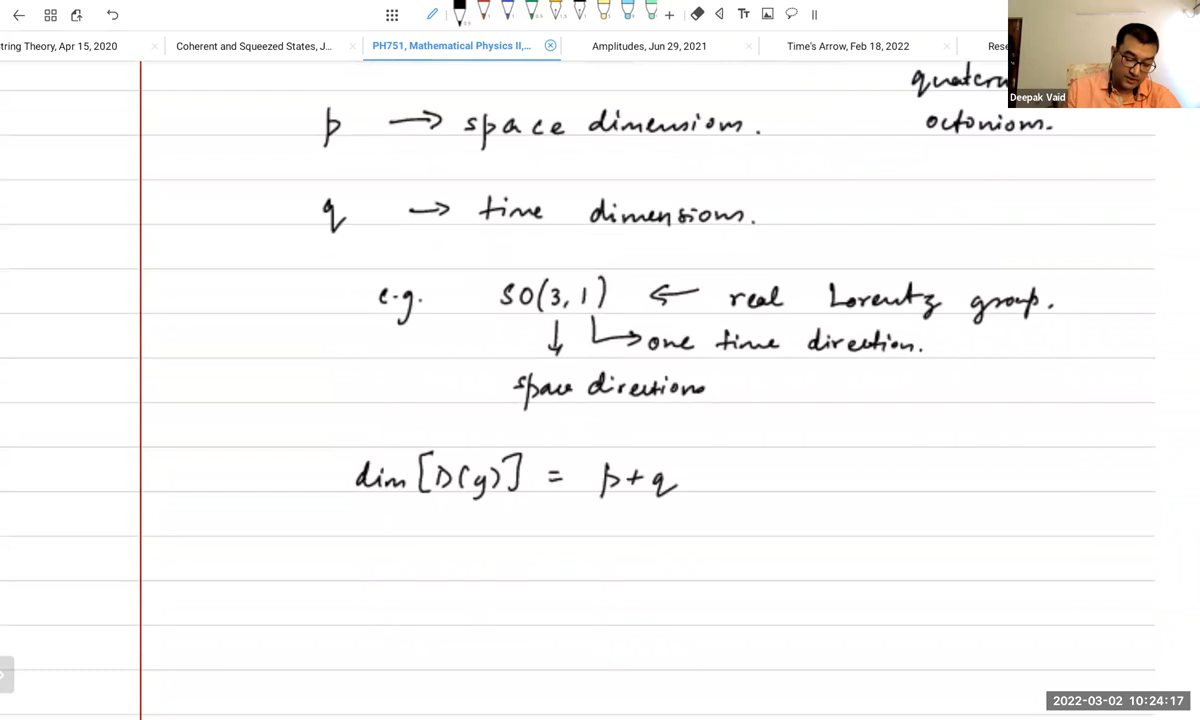 tring Theory, Apr 15, 2020
Coherent and Squeezed States, J...
PH751, Mathematical Physics II,...
Amplitudes, Jun 29, 2021
Time's Arrow, Feb 18, 2022
Rese
Deepak Vaid
quatern
p → space dimensions.
octonions.
q → time dimensions.
e.g. SO(3,1) ← real Lorentz group.
↓ ↳ one time direction.
space directions
dim [D(g)] = p+q
2022-03-02 10:24:17